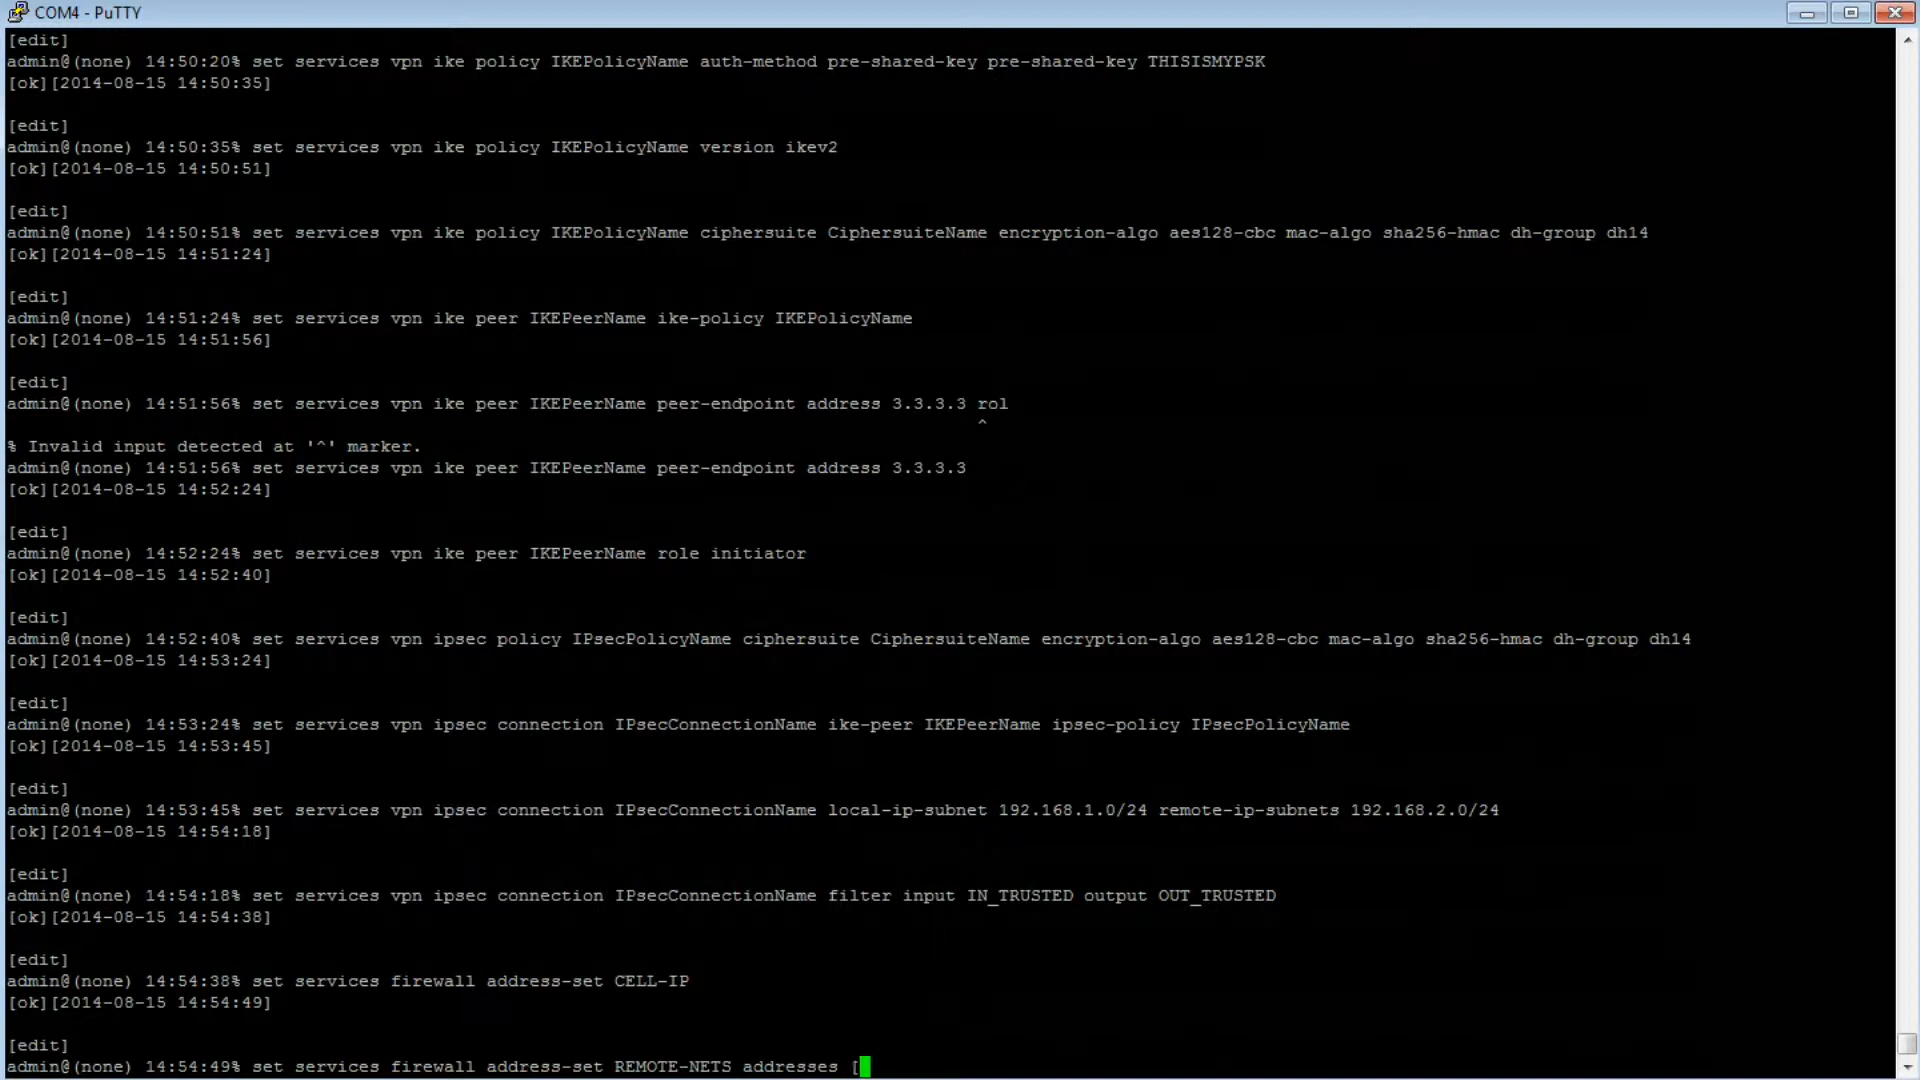 COM4 - PuTTY
[edit]
admin@(none) 14:50:20% set services vpn ike policy IKEPolicyName auth-method pre-shared-key pre-shared-key THISISMYPSK
[ok][2014-08-15 14:50:35]
[edit]
admin@(none) 14:50:35% set services vpn ike policy IKEPolicyName version ikev2
[ok][2014-08-15 14:50:51]
[edit]
admin@(none) 14:50:51% set services vpn ike policy IKEPolicyName ciphersuite CiphersuiteName encryption-algo aes128-cbc mac-algo sha256-hmac dh-group dh14
[ok][2014-08-15 14:51:24]
[edit]
admin@(none) 14:51:24% set services vpn ike peer IKEPeerName ike-policy IKEPolicyName
[ok][2014-08-15 14:51:56]
[edit]
admin@(none) 14:51:56% set services vpn ike peer IKEPeerName peer-endpoint address 3.3.3.3 rol
^
% Invalid input detected at '^' marker.
admin@(none) 14:51:56% set services vpn ike peer IKEPeerName peer-endpoint address 3.3.3.3
[ok][2014-08-15 14:52:24]
[edit]
admin@(none) 14:52:24% set services vpn ike peer IKEPeerName role initiator
[ok][2014-08-15 14:52:40]
[edit]
admin@(none) 14:52:40% set services vpn ipsec policy IPsecPolicyName ciphersuite CiphersuiteName encryption-algo aes128-cbc mac-algo sha256-hmac dh-group dh14
[ok][2014-08-15 14:53:24]
[edit]
admin@(none) 14:53:24% set services vpn ipsec connection IPsecConnectionName ike-peer IKEPeerName ipsec-policy IPsecPolicyName
[ok][2014-08-15 14:53:45]
[edit]
admin@(none) 14:53:45% set services vpn ipsec connection IPsecConnectionName local-ip-subnet 192.168.1.0/24 remote-ip-subnets 192.168.2.0/24
[ok][2014-08-15 14:54:18]
[edit]
admin@(none) 14:54:18% set services vpn ipsec connection IPsecConnectionName filter input IN_TRUSTED output OUT_TRUSTED
[ok][2014-08-15 14:54:38]
[edit]
admin@(none) 14:54:38% set services firewall address-set CELL-IP
[ok][2014-08-15 14:54:49]
[edit]
admin@(none) 14:54:49% set services firewall address-set REMOTE-NETS addresses [